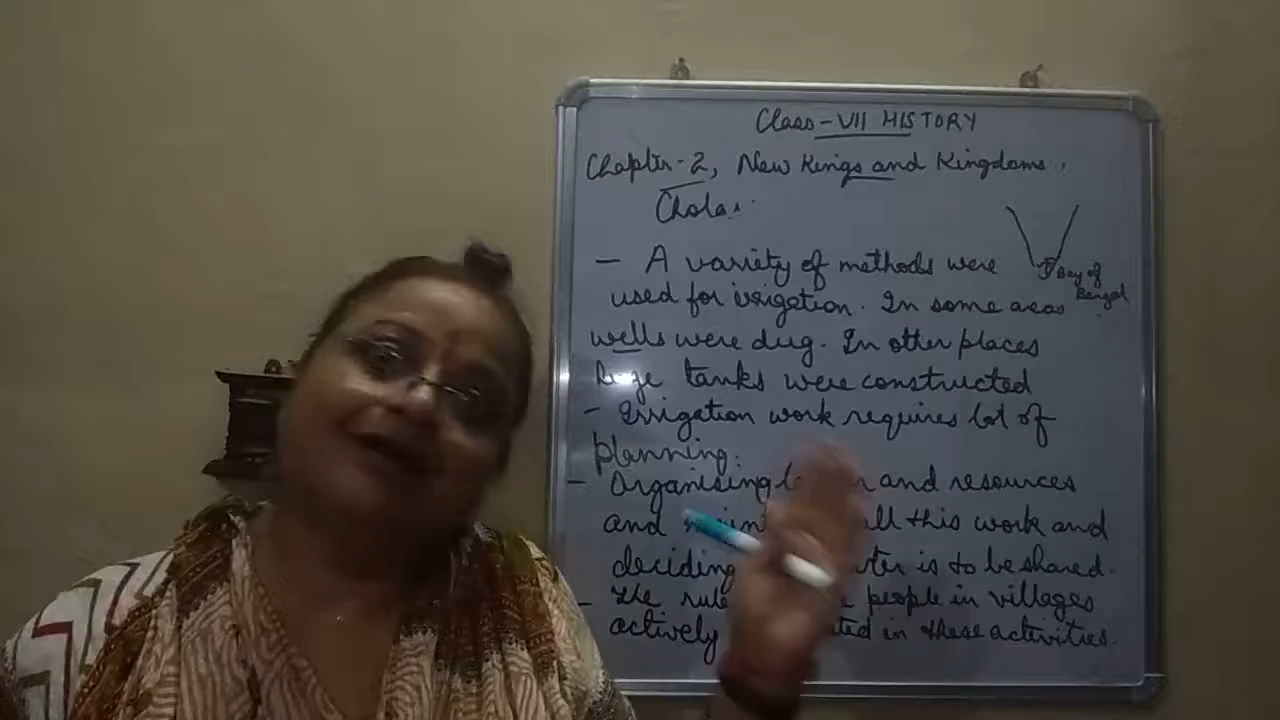 Class-VII HISTORY
Chapter-2, New Kings and Kingdoms.
Cholas.
- A variety of methods were
used for irrigation. In some areas
wells were dug. In other places
huge tanks were constructed
- Irrigation work requires lot of
planning.
- Organising and resources
and all this work and
deciding is to be shared.
- The people in villages
actively in these activities.
Bay of
Bengal